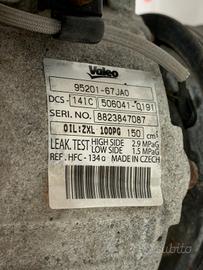 Valeo
95201-67JA0
DCS- 141C 506041-0191
SERI.NO. 8823847087
OIL:ZXL 100PG 150 cm³
LEAK.TEST HIGH SIDE 2.9 MPaG
LOW SIDE 1.5 MPaG
REF.HFC-134a MADE IN CZECH
subito